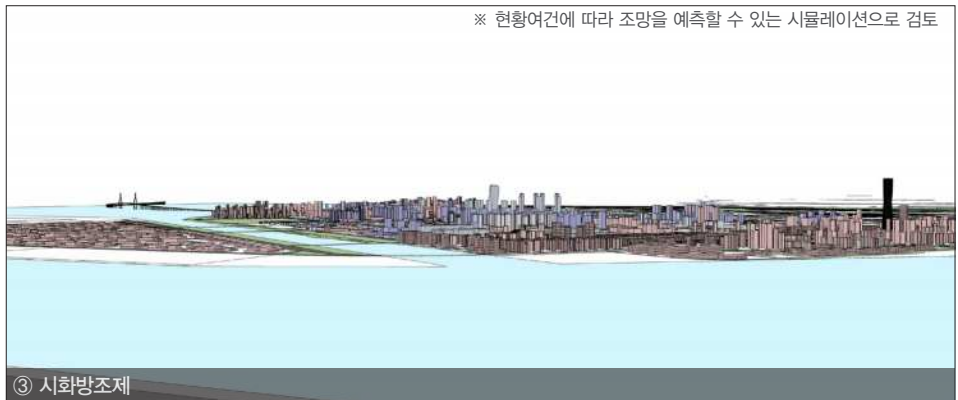 ※ 현황여건에 따라 조망을 예측할 수 있는 시뮬레이션으로 검토
③ 시화방조제